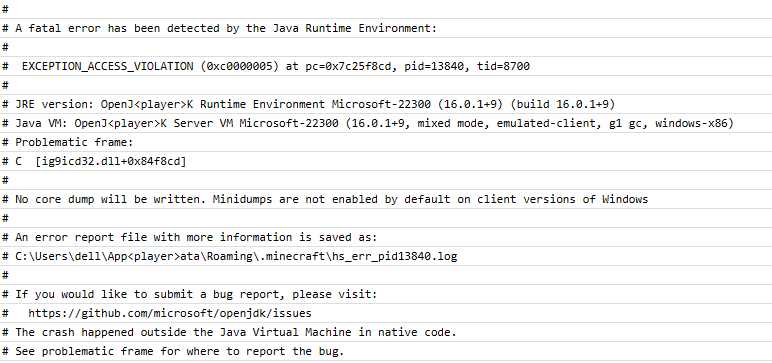 #
# A fatal error has been detected by the Java Runtime Environment:
#
#  EXCEPTION_ACCESS_VIOLATION (0xc0000005) at pc=0x7c25f8cd, pid=13840, tid=8700
#
# JRE version: OpenJ<player>K Runtime Environment Microsoft-22300 (16.0.1+9) (build 16.0.1+9)
# Java VM: OpenJ<player>K Server VM Microsoft-22300 (16.0.1+9, mixed mode, emulated-client, g1 gc, windows-x86)
# Problematic frame:
# C  [ig9icd32.dll+0x84f8cd]
#
# No core dump will be written. Minidumps are not enabled by default on client versions of Windows
#
# An error report file with more information is saved as:
# C:\Users\dell\App<player>ata\Roaming\.minecraft\hs_err_pid13840.log
#
# If you would like to submit a bug report, please visit:
#   https://github.com/microsoft/openjdk/issues
# The crash happened outside the Java Virtual Machine in native code.
# See problematic frame for where to report the bug.